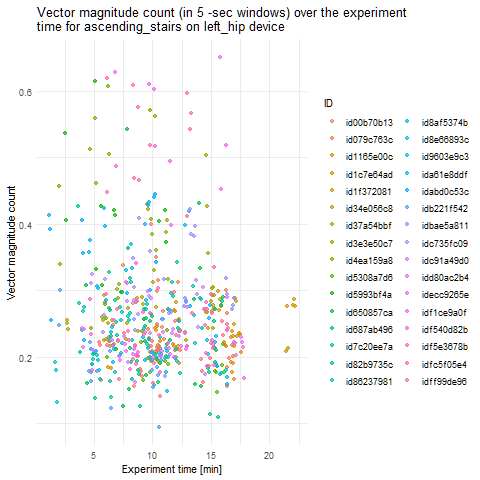 Vector magnitude count (in 5 -sec windows) over the experiment
time for ascending_stairs on left_hip device
Vector magnitude count
0.6
0.4
0.2
5
10
15
20
Experiment time [min]
ID
id00b70b13
id079c763c
id1165e00c
id1c7e64ad
id1f372081
id34e056c8
id37a54bbf
id3e3e50c7
id4ea159a8
id5308a7d6
id5993bf4a
id650857ca
id687ab496
id7c20ee7a
id82b9735c
id86237981
id8af5374b
id8e66893c
id9603e9c3
ida61e8ddf
idabd0c53c
idb221f542
idbae5a811
idc735fc09
idc91a49d0
idd80ac2b4
idecc9265e
idf1ce9a0f
idf540d82b
idf5e3678b
idfc5f05e4
idff99de96